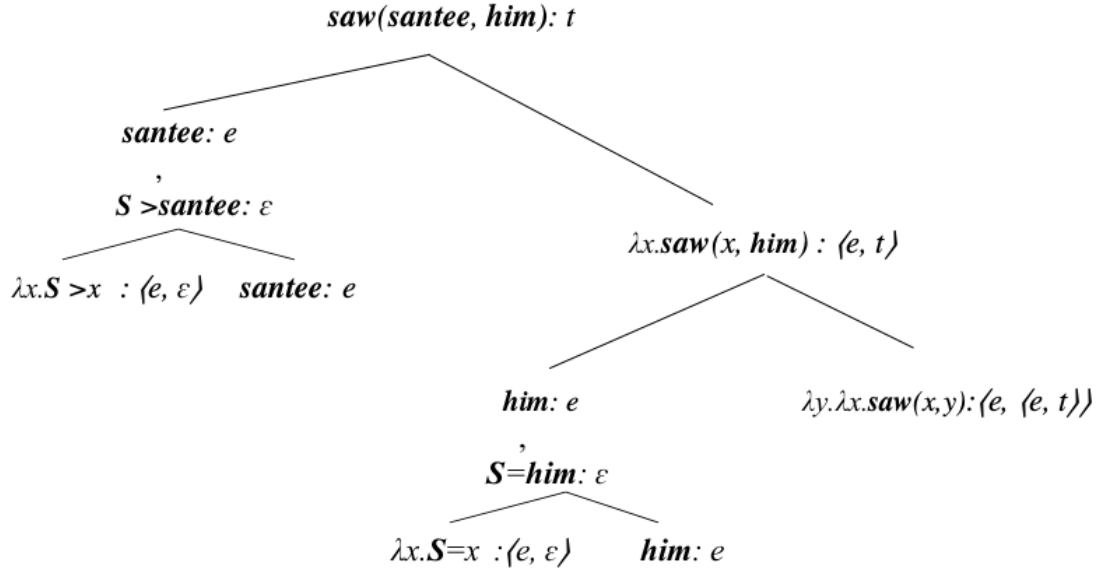 saw(santee, him): t
santee: e
,
S >santee: ε
λx.saw(x, him) : ⟨e, t⟩
λx.S >x : ⟨e, ε⟩ santee: e
him: e λy.λx.saw(x,y):⟨e, ⟨e, t⟩⟩
,
S=him: ε
λx.S=x :⟨e, ε⟩ him: e